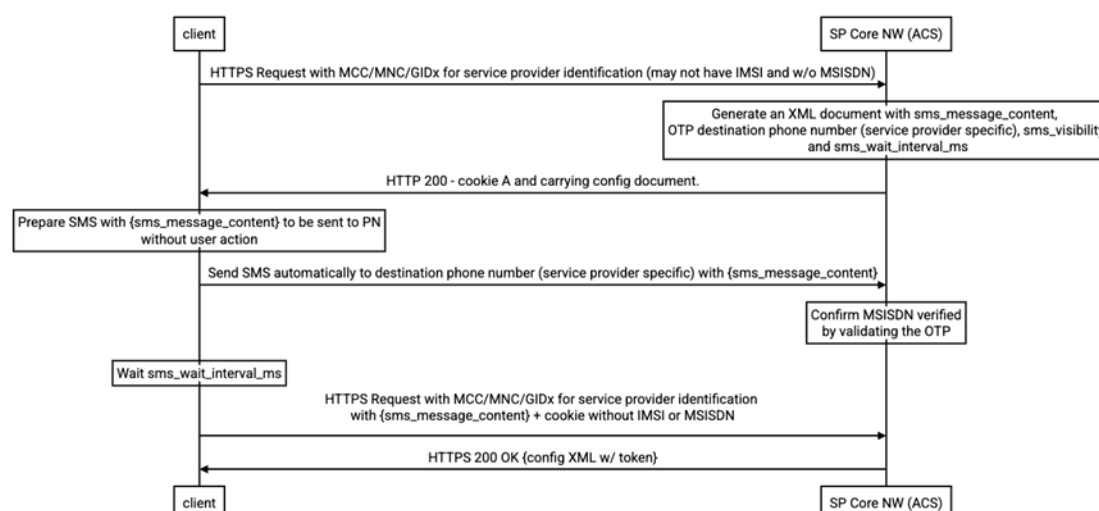 client
SP Core NW (ACS)
HTTPS Request with MCC/MNC/GIDx for service provider identification (may not have IMSI and w/o MSISDN)
Generate an XML document with sms_message_content,
OTP destination phone number (service provider specific), sms_visibility
and sms_wait_interval_ms
HTTP 200 - cookie A and carrying config document.
Prepare SMS with {sms_message_content} to be sent to PN
without user action
Send SMS automatically to destination phone number (service provider specific) with {sms_message_content}
Confirm MSISDN verified
by validating the OTP
Wait sms_wait_interval_ms
HTTPS Request with MCC/MNC/GIDx for service provider identification
with {sms_message_content} + cookie without IMSI or MSISDN
HTTPS 200 OK {config XML w/ token}
client
SP Core NW (ACS)